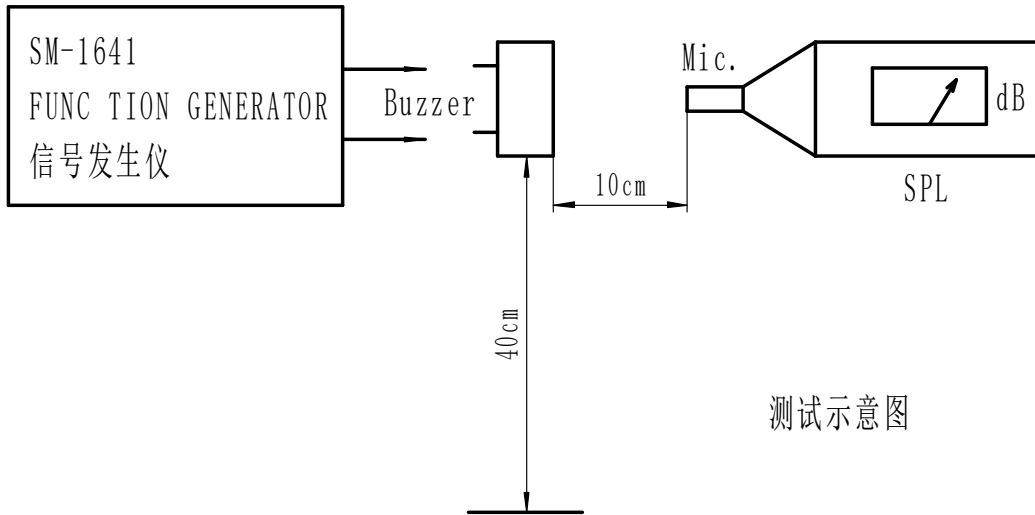 SM-1641
FUNC TION GENERATOR
信号发生仪
Buzzer
Mic.
dB
SPL
10cm
40cm
测试示意图